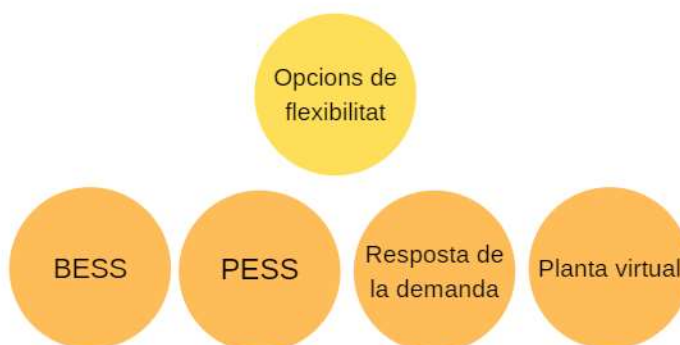 Opcions de
flexibilitat
BESS
PESS
Resposta de
la demanda
Planta virtual